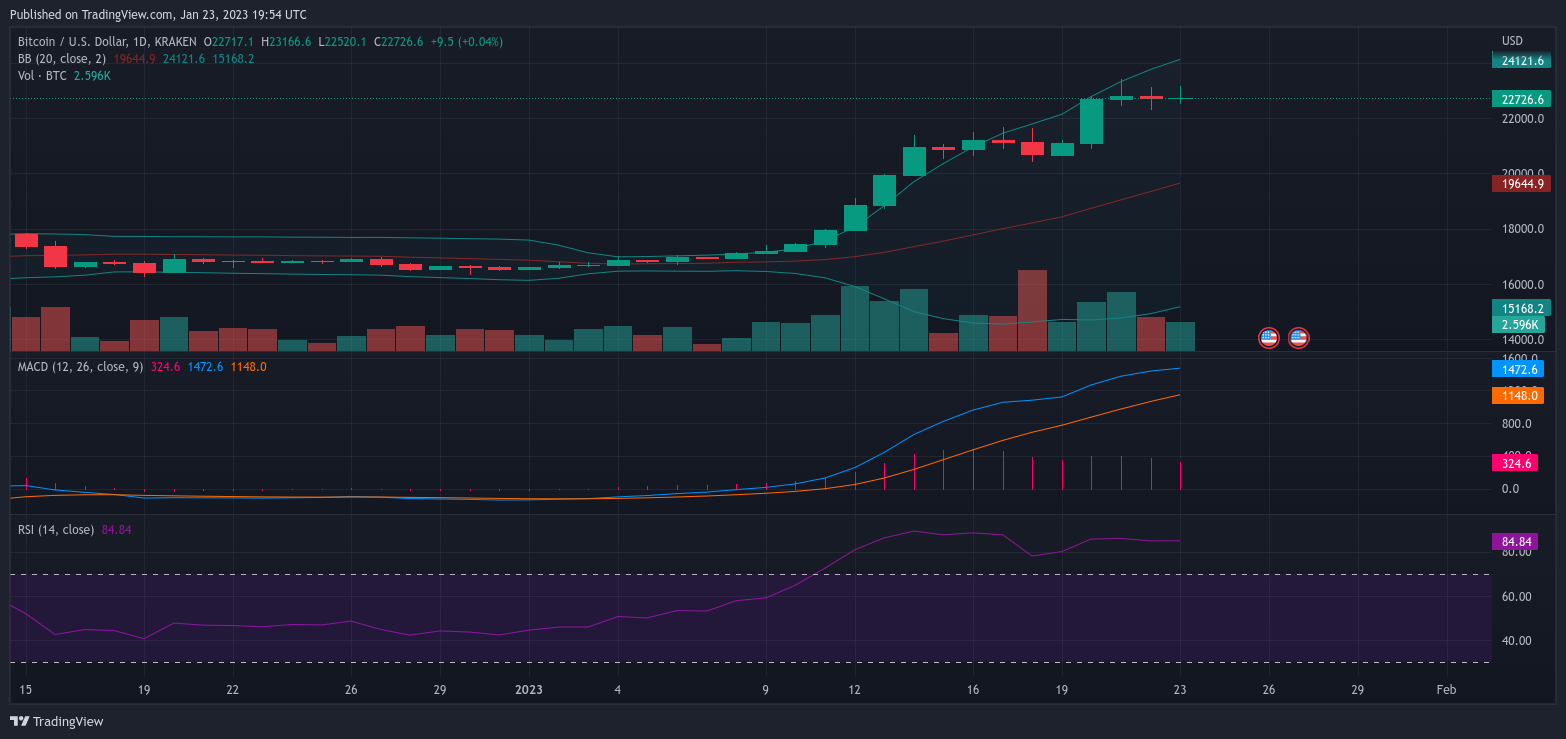 Published on TradingView.com, Jan 23, 2023 19:54 UTC
Bitcoin / U.S. Dollar, 1D, KRAKEN O22717.1 H23166.6 L22520.1 C22726.6 +9.5 (+0.04%)
USD
BB (20, close, 2) 19644.9 24121.6 15168.2
24121.6
Vol · BTC 2.596K
22726.6
22000.0
20000.0
19644.9
18000.0
16000.0
15168.2
2.596K
14000.0
1600.0
MACD (12, 26, close, 9) 324.6 1472.6 1148.0
1472.6
1148.0
800.0
400.0
324.6
0.0
RSI (14, close) 84.84
84.84
80.00
60.00
40.00
15 19 22 26 29 2023 4 9 12 16 19 23 26 29 Feb
TradingView